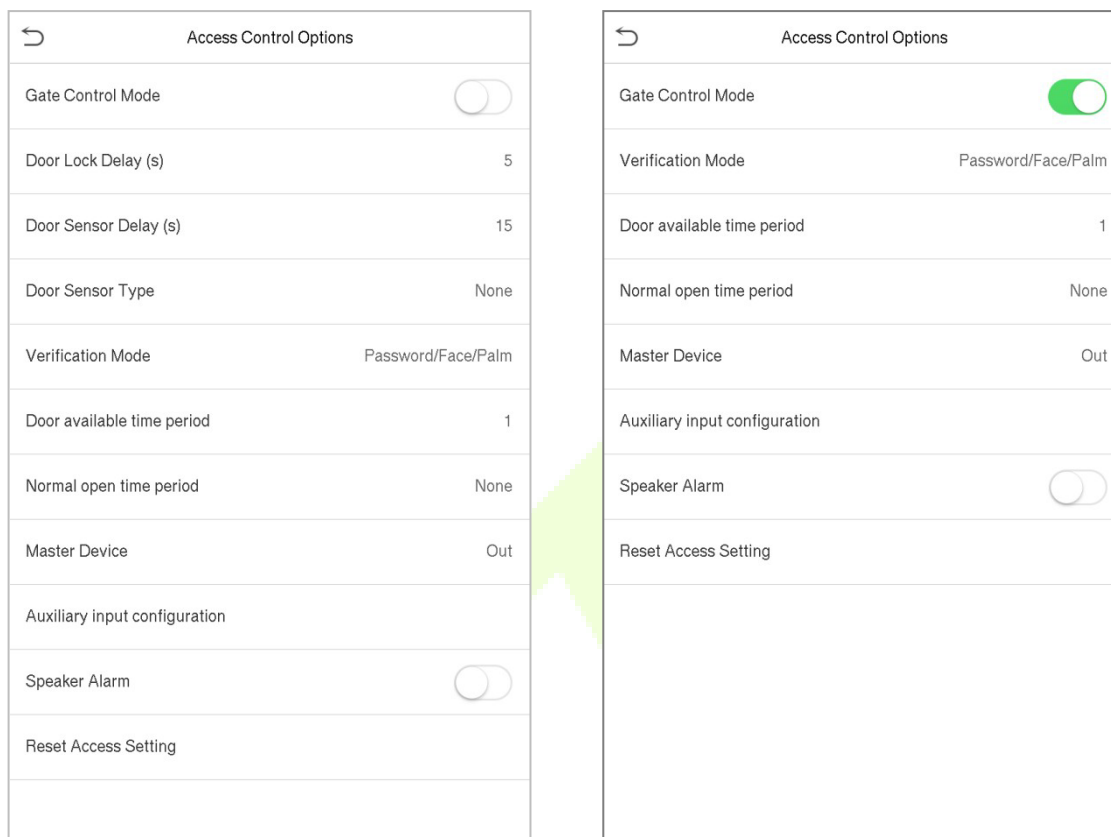 Access Control Options
Gate Control Mode
Door Lock Delay (s) 5
Door Sensor Delay (s) 15
Door Sensor Type None
Verification Mode Password/Face/Palm
Door available time period 1
Normal open time period None
Master Device Out
Auxiliary input configuration
Speaker Alarm
Reset Access Setting
Access Control Options
Gate Control Mode
Verification Mode Password/Face/Palm
Door available time period 1
Normal open time period None
Master Device Out
Auxiliary input configuration
Speaker Alarm
Reset Access Setting